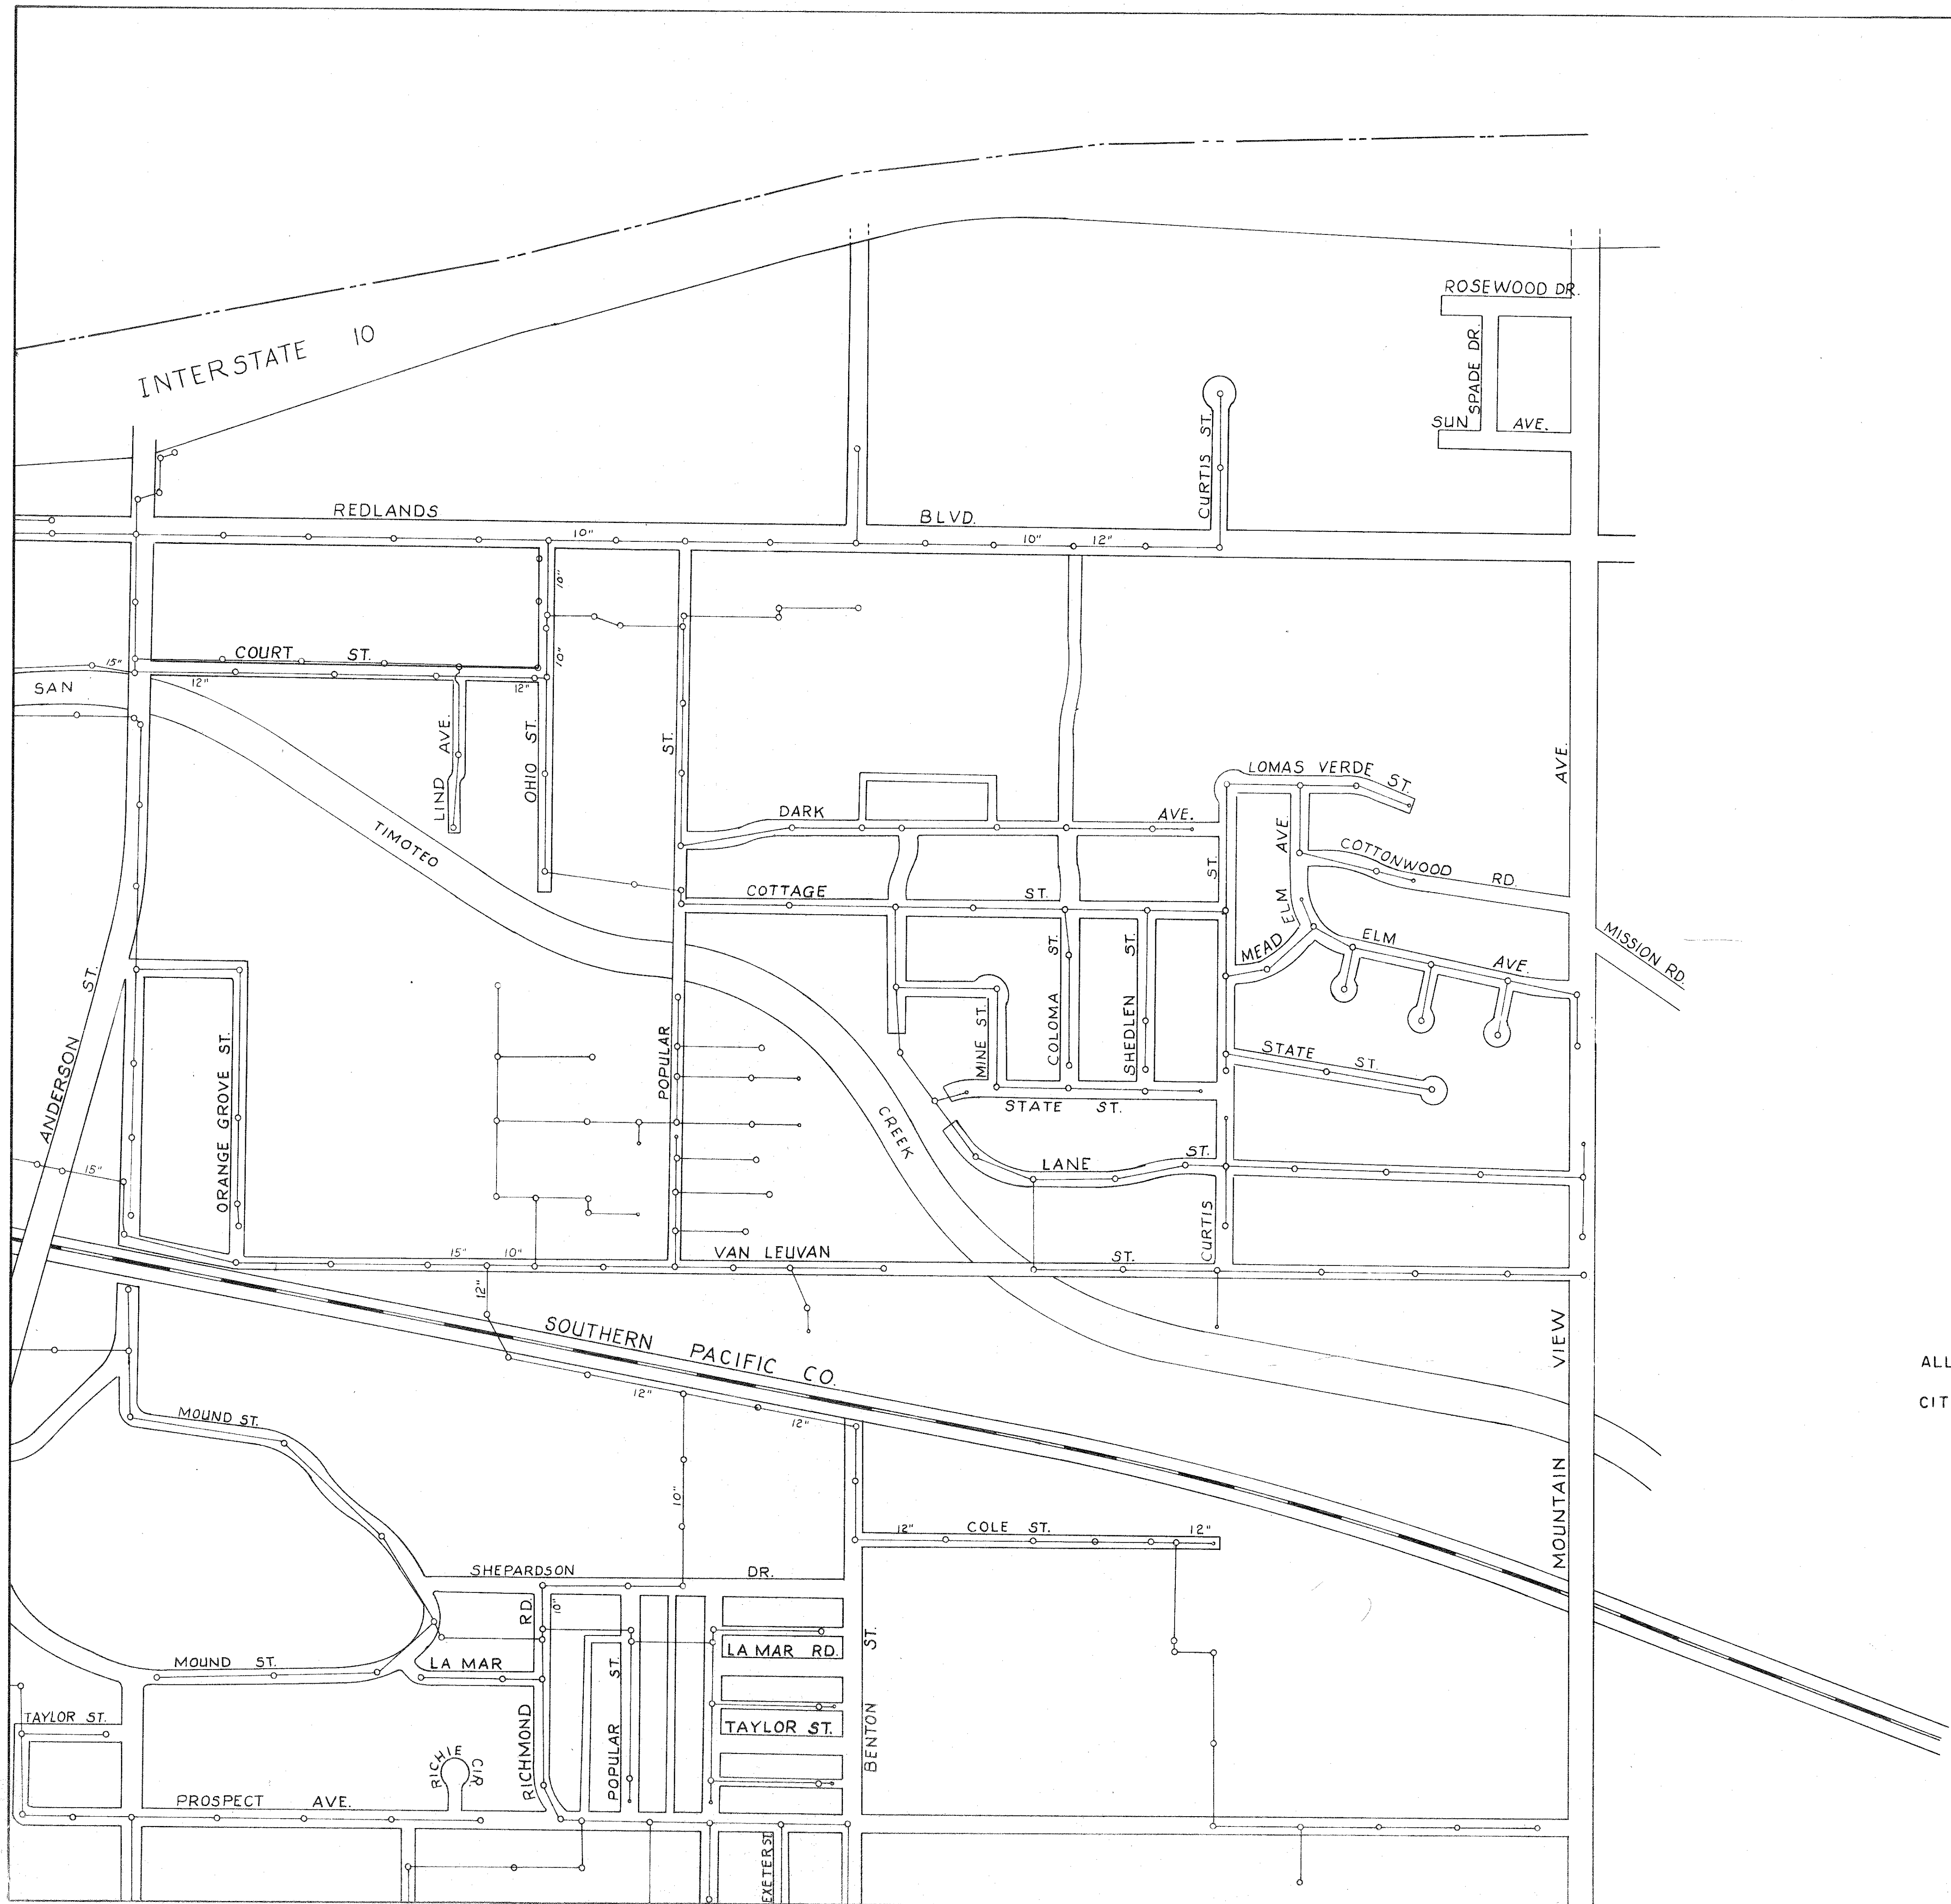 INTERSTATE 10
ROSEWOOD DR.
SPADE DR.
SUN AVE.
CURTIS ST.
REDLANDS BLVD.
10"
10"
12"
10"
10"
COURT ST.
15"
12"
12"
SAN TIMOTEO CREEK
LIND AVE.
OHIO ST.
POPULAR ST.
DARK AVE.
LOMAS VERDE ST.
COTTONWOOD RD.
ELM AVE.
MEAD
ELM AVE.
MISSION RD.
COTTAGE ST.
MINE ST.
COLOMA ST.
SHEDLEN ST.
STATE ST.
STATE ST.
LANE ST.
CURTIS ST.
ANDERSON ST.
ORANGE GROVE ST.
15"
15"
10"
VAN LEUVAN ST.
12"
SOUTHERN PACIFIC CO.
12"
12"
MOUNTAIN VIEW AVE.
ALL
CIT
MOUND ST.
10"
12"
COLE ST.
12"
SHEPARDSON DR.
RICHMOND RD.
10"
POPULAR ST.
LA MAR RD.
MOUND ST.
LA MAR
TAYLOR ST.
TAYLOR ST.
BENTON ST.
RICHIE CIR.
PROSPECT AVE.
EXETER ST.